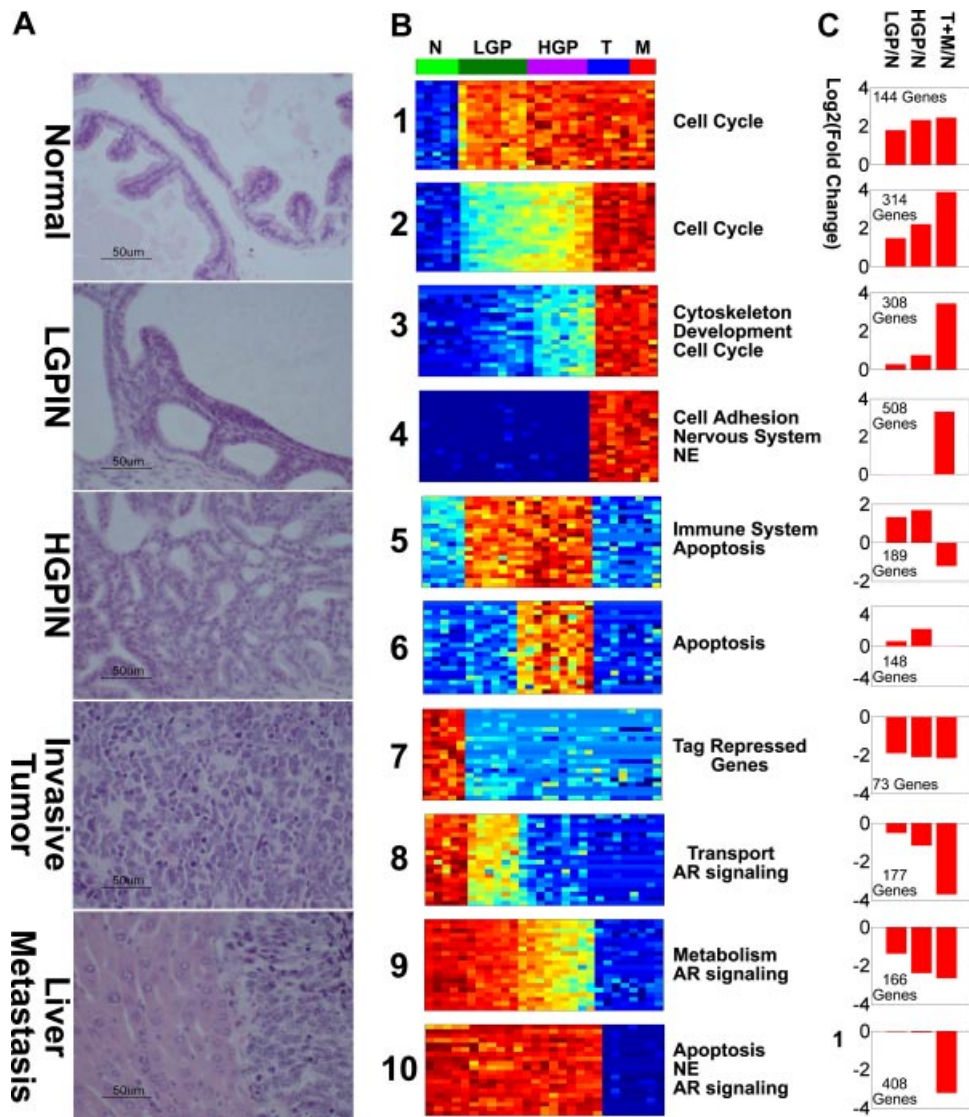 A
Normal
50um
LGPIN
50um
HGPIN
50um
Invasive
Tumor
50um
Liver
Metastasis
50um
B
N LGP HGP T M
1 Cell Cycle
2 Cell Cycle
3
Cytoskeleton
Development
Cell Cycle
4
Cell Adhesion
Nervous System
NE
5
Immune System
Apoptosis
6 Apoptosis
7
Tag Repressed
Genes
8
Transport
AR signaling
9
Metabolism
AR signaling
10
Apoptosis
NE
AR signaling
C
LGP/N
HGP/N
T+M/N
Log2(Fold Change)
4
144 Genes
2
0
4
314
Genes
2
0
4
308
Genes
2
0
4
508
Genes
2
0
2
0
189
Genes
-2
0
148
Genes
-4
0
-2
73 Genes
-4
0
-2
177
Genes
-4
0
-2
166
Genes
-4
1
0
-2
408
Genes
-4